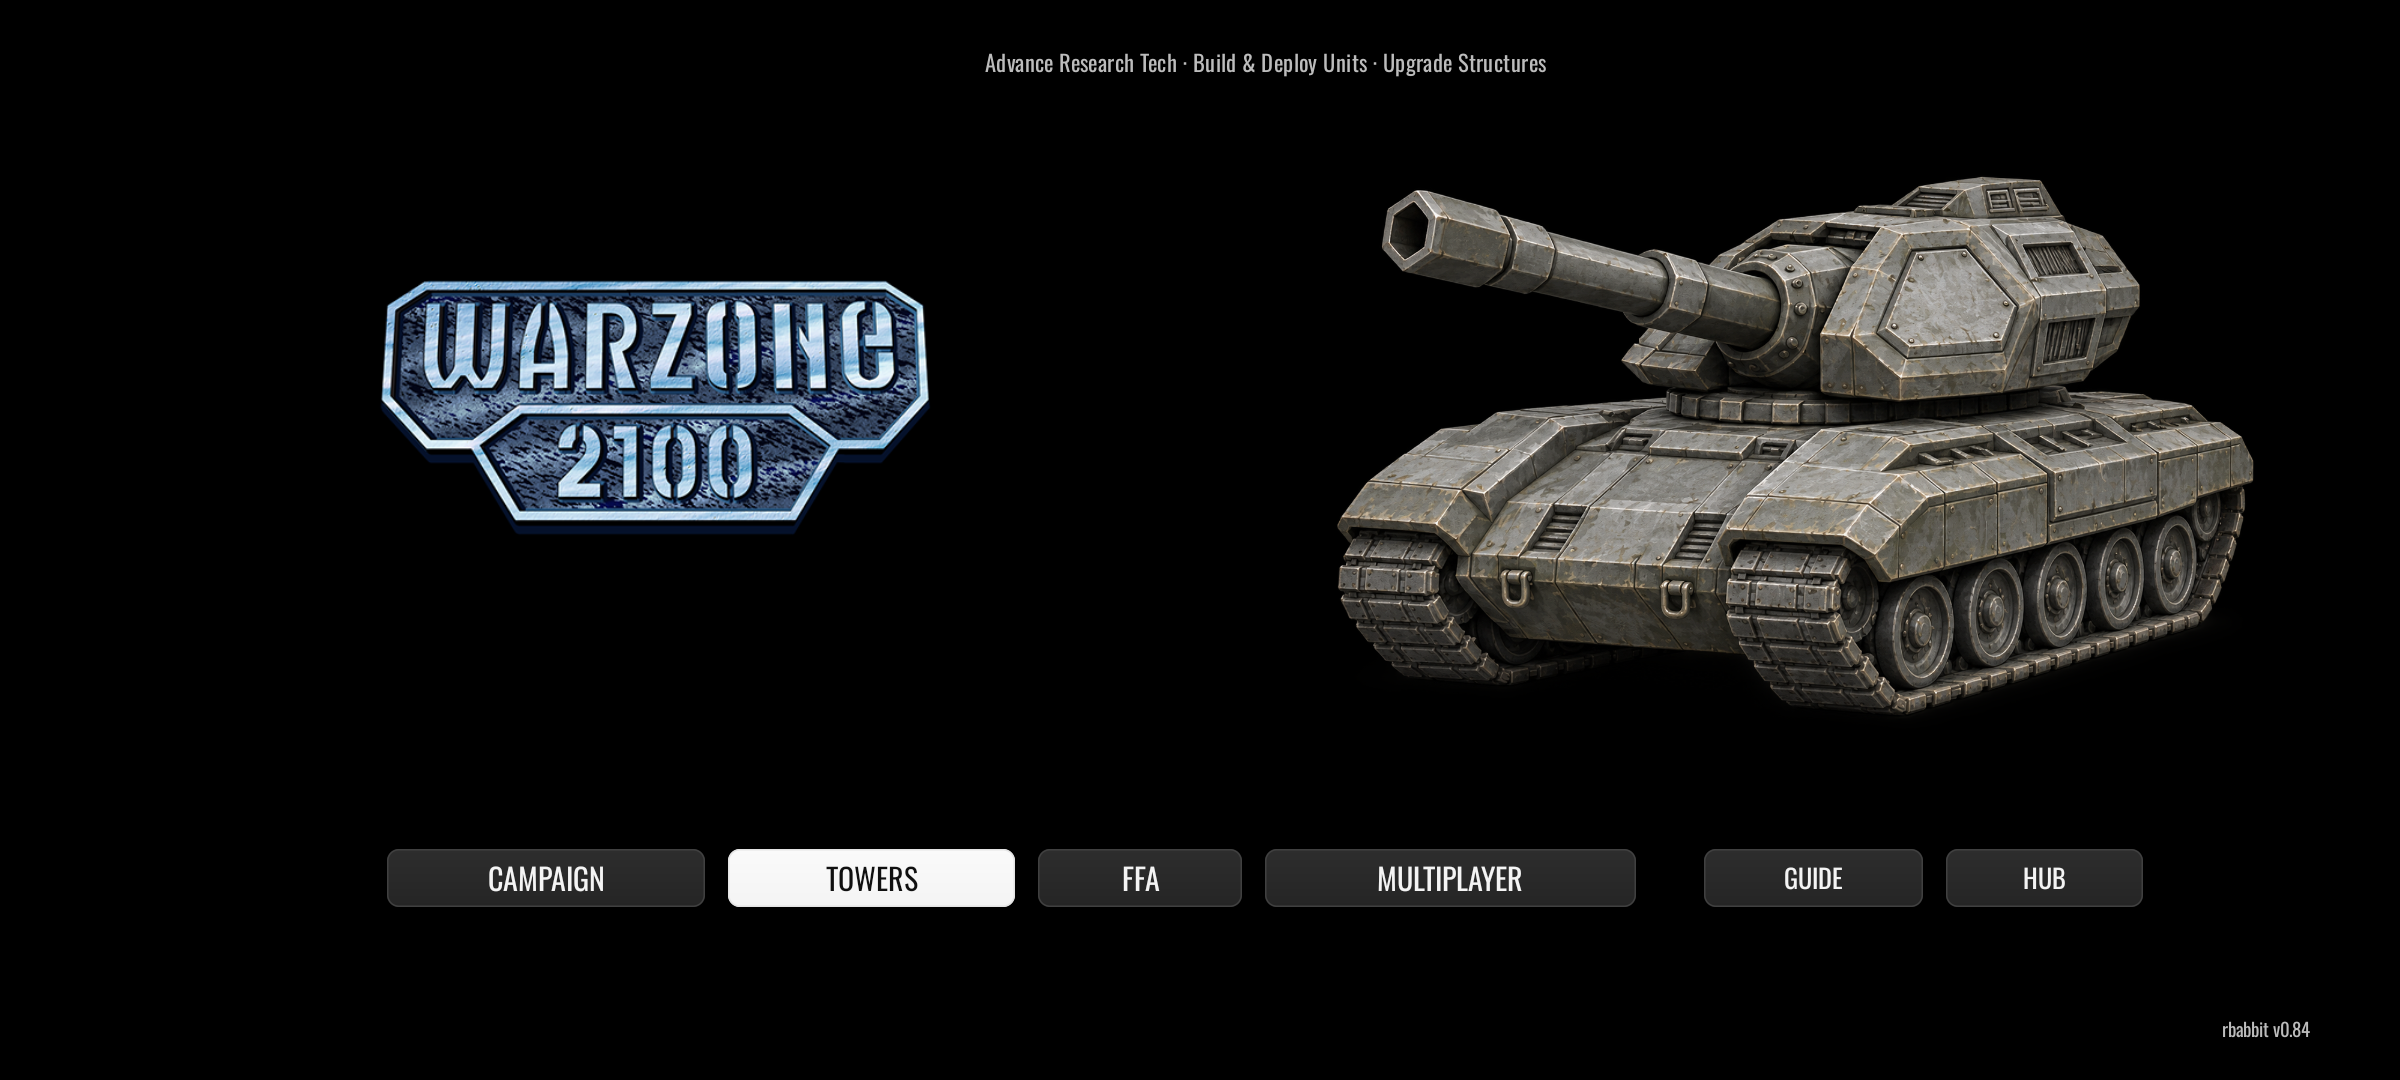 Advance Research Tech · Build & Deploy Units · Upgrade Structures
WARZONE
2100
CAMPAIGN
TOWERS
FFA
MULTIPLAYER
GUIDE
HUB
rbabbit v0.84